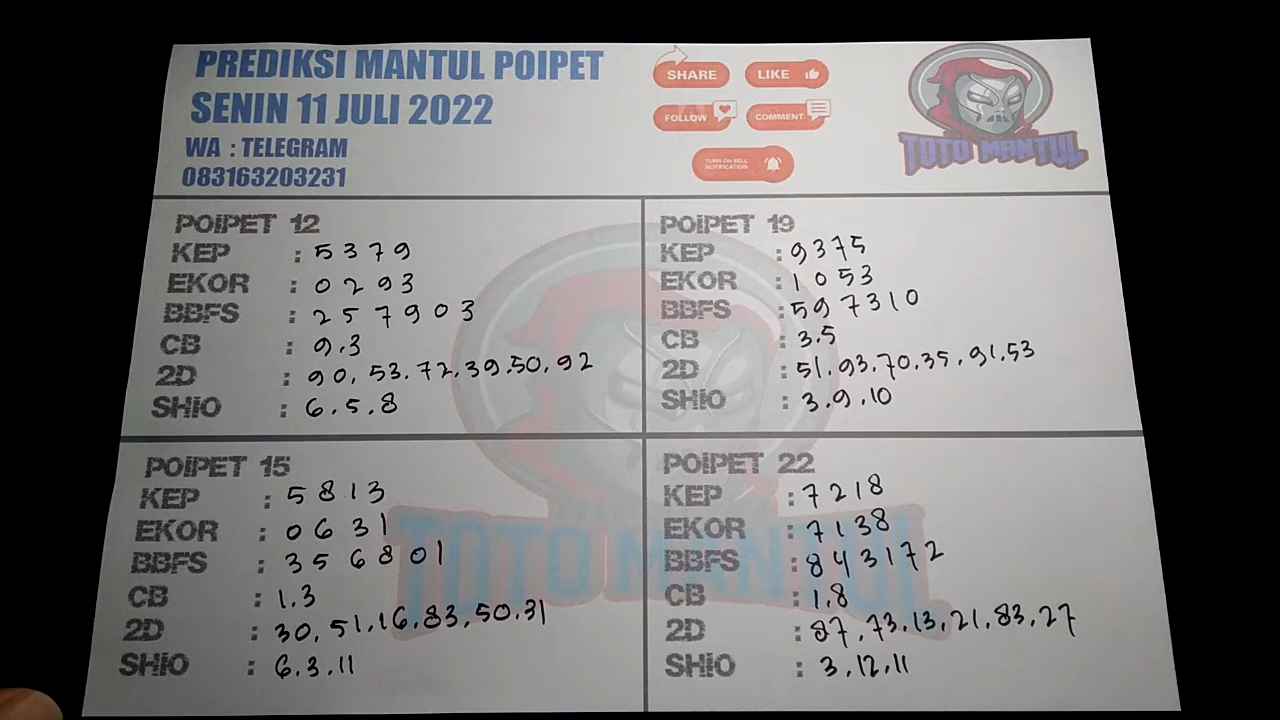 PREDIKSI MANTUL POIPET
SENIN 11 JULI 2022
WA : TELEGRAM
083163203231
SHARE
LIKE
FOLLOW
COMMENT
TURN ON BELL
NOTIFICATION
TOTO MANTUL
POIPET 12
KEP : 5379
EKOR : 0293
BBFS : 257903
CB : 9.3
2D : 90, 53.72.39.50, 92
SHIO : 6.5.8
POIPET 19
KEP : 9375
EKOR : 1053
BBFS : 597310
CB : 3.5
2D : 51.93.70.35.91.53
SHIO : 3.9.10
POIPET 15
KEP : 5813
EKOR : 0631
BBFS : 356801
CB : 1.3
2D : 30, 51.16.83.50.31
SHIO : 6.3.11
POIPET 22
KEP : 7218
EKOR : 7138
BBFS : 843172
CB : 1.8
2D : 87.73.13.21.83.27
SHIO : 3.12.11
TOTO MANTUL